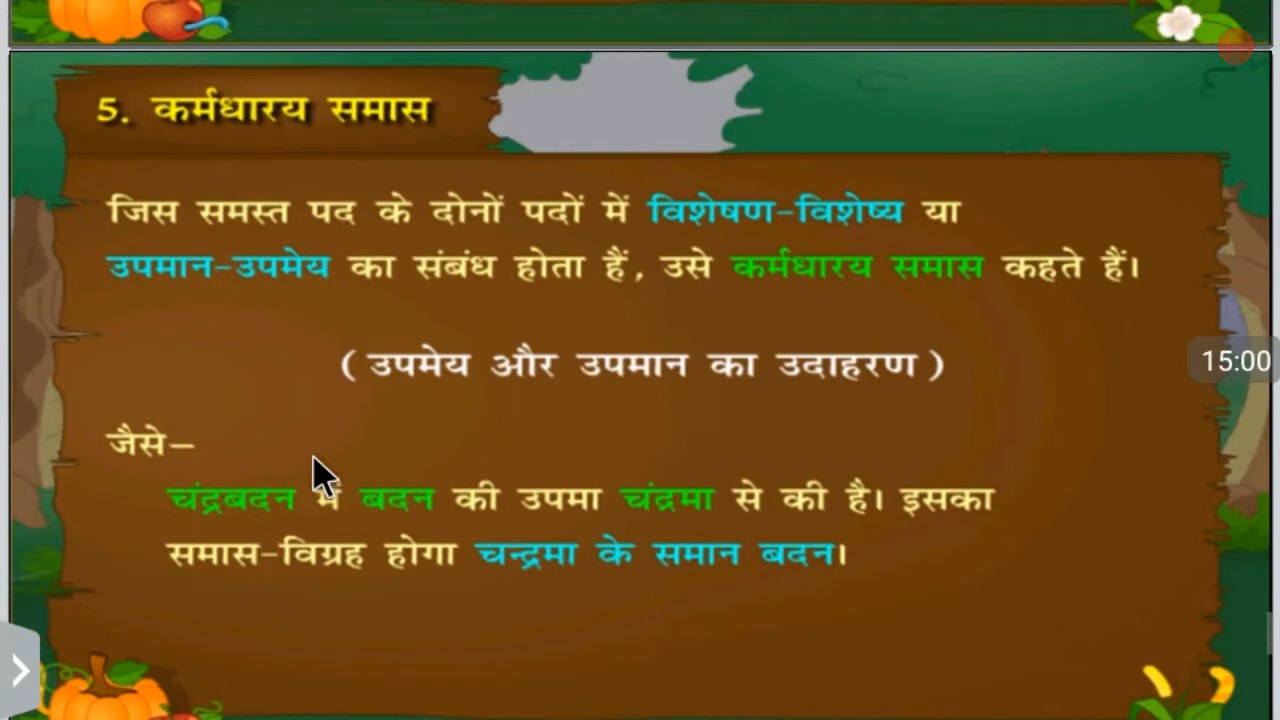 5. कर्मधारय समास
जिस समस्त पद के दोनों पदों में विशेषण-विशेष्य या
उपमान-उपमेय का संबंध होता हैं, उसे कर्मधारय समास कहते हैं।
( उपमेय और उपमान का उदाहरण )
15:00
जैसे–
चंद्रबदन में बदन की उपमा चंद्रमा से की है। इसका
समास-विग्रह होगा चन्द्रमा के समान बदन।